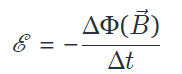 ℰ = − ΔΦ(B⃗) / Δt